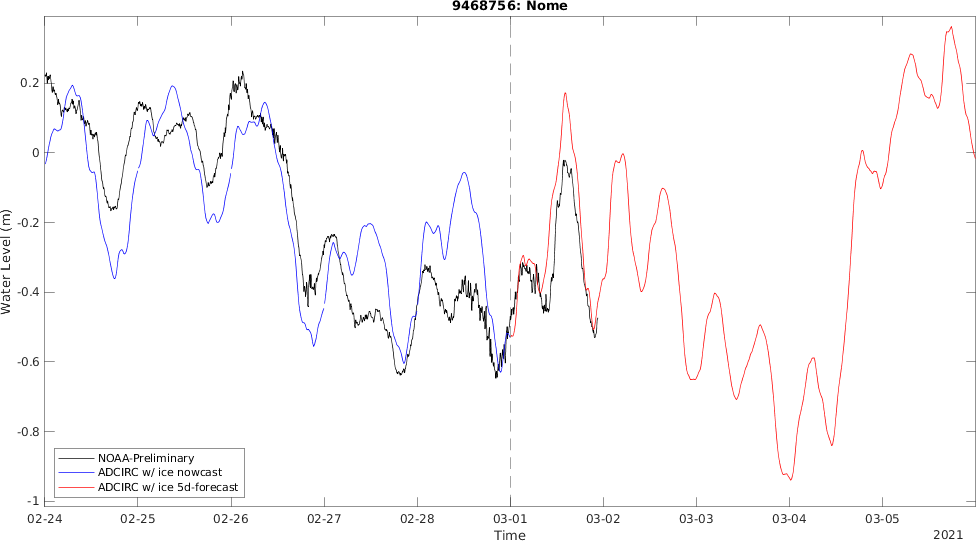 9468756: Nome
Water Level (m)
0.2
0
-0.2
-0.4
-0.6
-0.8
-1
NOAA-Preliminary
ADCIRC w/ ice nowcast
ADCIRC w/ ice 5d-forecast
02-24 02-25 02-26 02-27 02-28 03-01 03-02 03-03 03-04 03-05
Time
2021